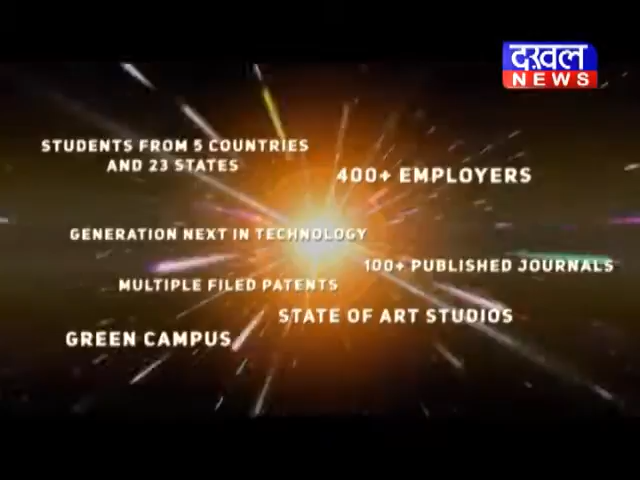 दख़ल
NEWS
STUDENTS FROM 5 COUNTRIES
AND 23 STATES
400+ EMPLOYERS
GENERATION NEXT IN TECHNOLOGY
100+ PUBLISHED JOURNALS
MULTIPLE FILED PATENTS
STATE OF ART STUDIOS
GREEN CAMPUS